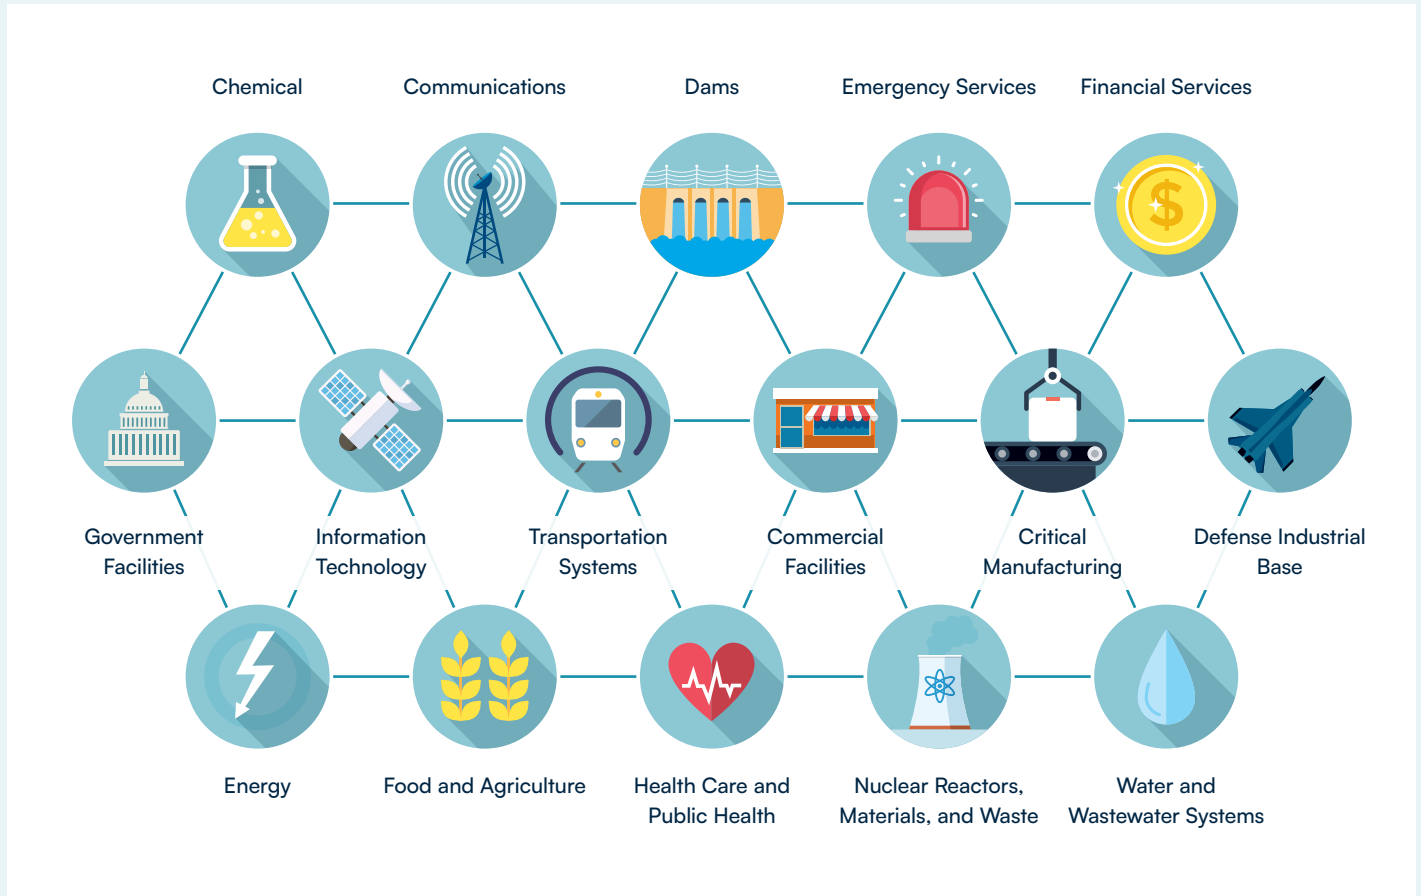 Chemical
Communications
Dams
Emergency Services
Financial Services
$
Government
Facilities
Information
Technology
Transportation
Systems
Commercial
Facilities
Critical
Manufacturing
Defense Industrial
Base
Energy
Food and Agriculture
Health Care and
Public Health
Nuclear Reactors,
Materials, and Waste
Water and
Wastewater Systems